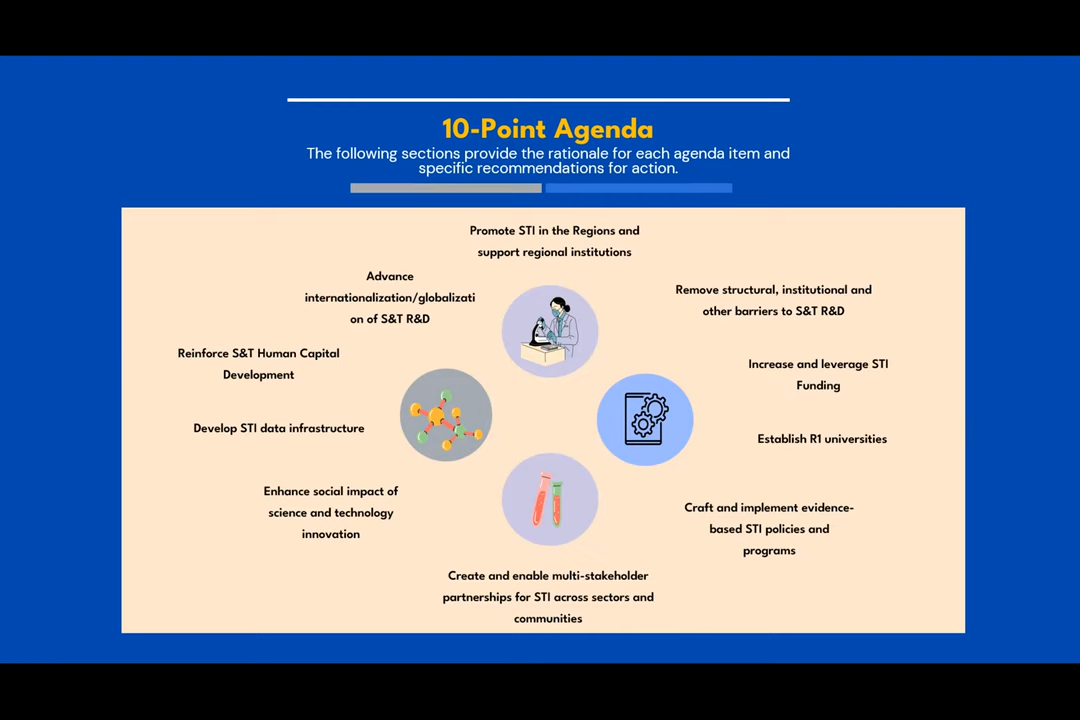 10-Point Agenda
The following sections provide the rationale for each agenda item and
specific recommendations for action.
Promote STI in the Regions and
support regional institutions
Remove structural, institutional and
other barriers to S&T R&D
Increase and leverage STI
Funding
Establish R1 universities
Craft and implement evidence-
based STI policies and
programs
Create and enable multi-stakeholder
partnerships for STI across sectors and
communities
Enhance social impact of
science and technology
innovation
Develop STI data infrastructure
Reinforce S&T Human Capital
Development
Advance
internationalization/globalizati
on of S&T R&D